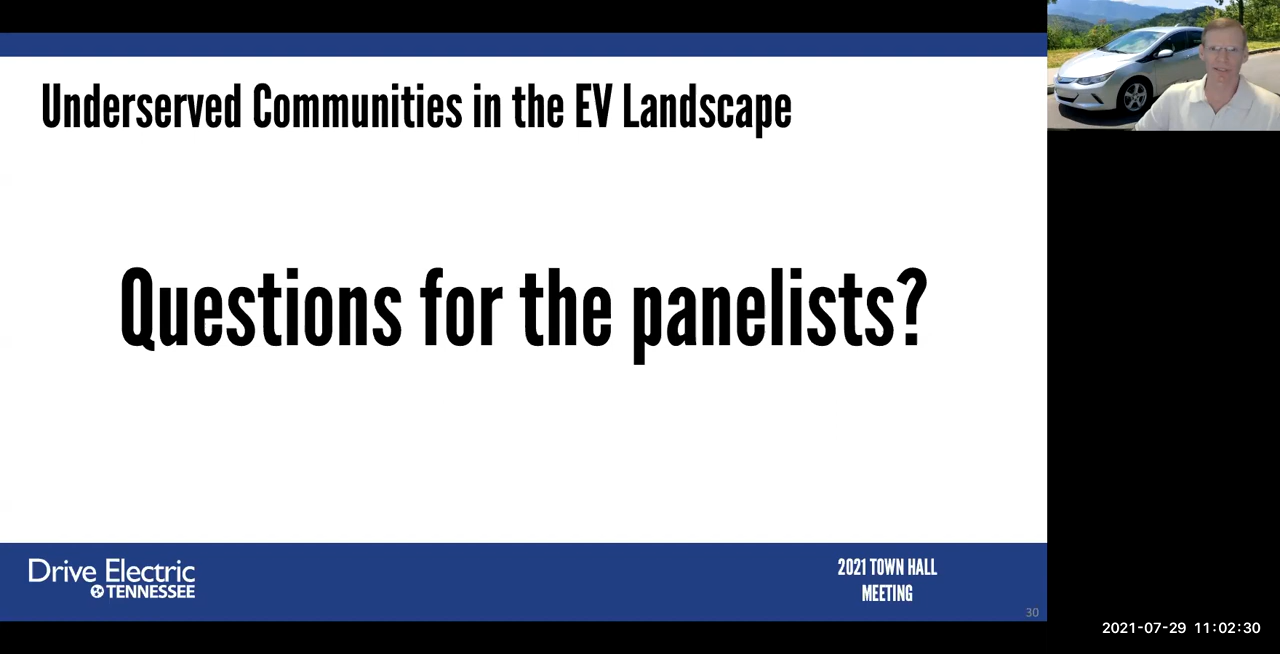 Underserved Communities in the EV Landscape
Questions for the panelists?
Drive Electric
TENNESSEE
2021 TOWN HALL
MEETING
30
2021-07-29 11:02:30